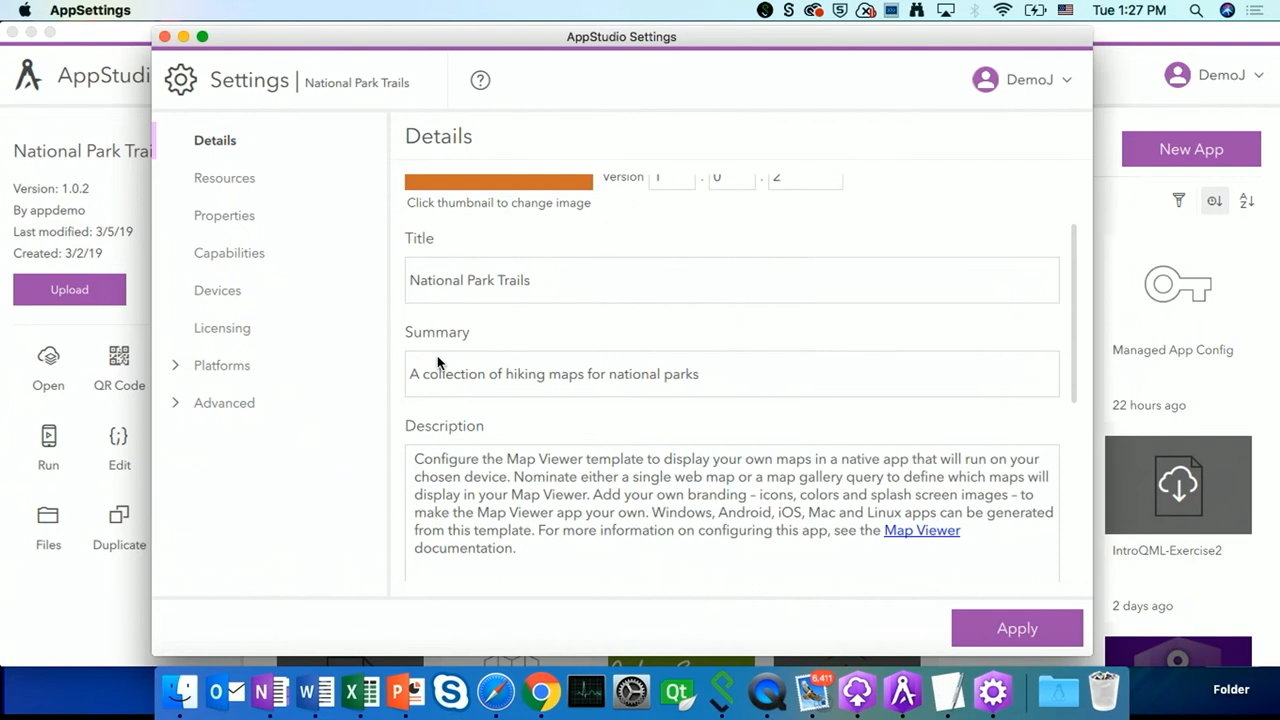 AppSettings
Tue 1:27 PM
AppStudio Settings
AppStudi
Settings | National Park Trails
?
DemoJ
DemoJ
National Park Trai
Version: 1.0.2
By appdemo
Last modified: 3/5/19
Created: 3/2/19
Upload
Open
QR Code
Run
Edit
Files
Duplicate
Details
Resources
Properties
Capabilities
Devices
Licensing
Platforms
Advanced
Details
Version 1 . 0 . 2
Click thumbnail to change image
Title
National Park Trails
Summary
A collection of hiking maps for national parks
Description
Configure the Map Viewer template to display your own maps in a native app that will run on your
chosen device. Nominate either a single web map or a map gallery query to define which maps will
display in your Map Viewer. Add your own branding – icons, colors and splash screen images – to
make the Map Viewer app your own. Windows, Android, iOS, Mac and Linux apps can be generated
from this template. For more information on configuring this app, see the Map Viewer
documentation.
Apply
New App
Managed App Config
22 hours ago
IntroQML-Exercise2
2 days ago
6,411
Qt
Folder